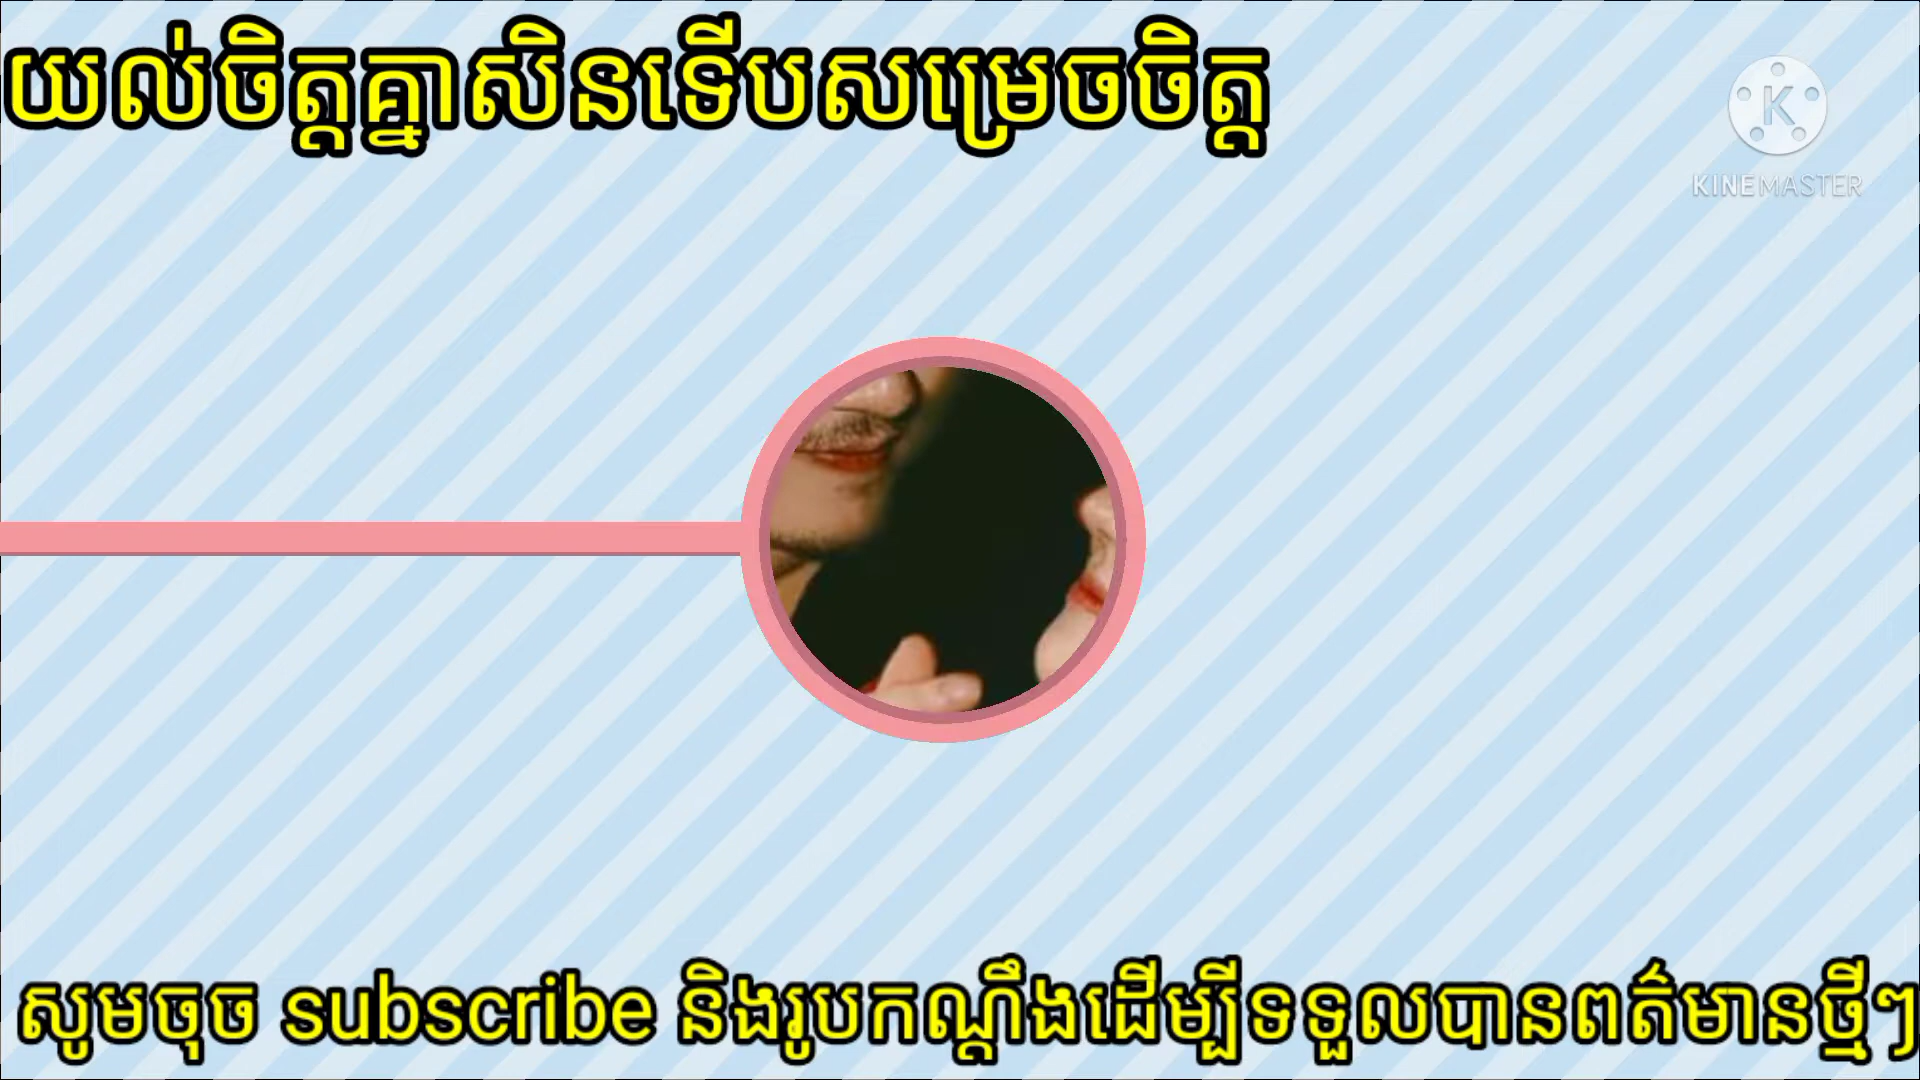 យល់ចិត្តគ្នាសិនទើបសម្រេចចិត្ត
K
KINEMASTER
សូមចុច subscribe និងរូបកណ្ដឹងដើម្បីទទួលបានពត៌មានថ្មីៗ